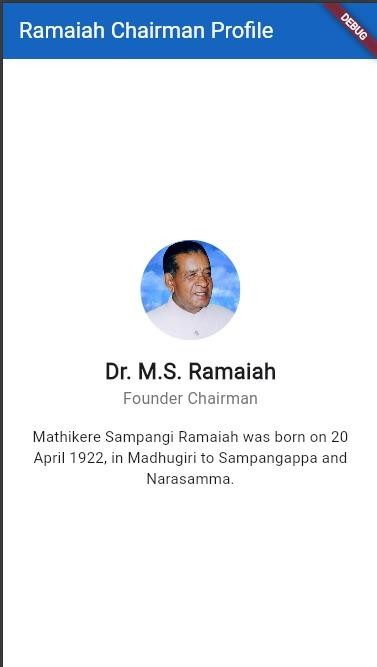 Ramaiah Chairman Profile
DEBUG
Dr. M.S. Ramaiah
Founder Chairman
Mathikere Sampangi Ramaiah was born on 20
April 1922, in Madhugiri to Sampangappa and
Narasamma.